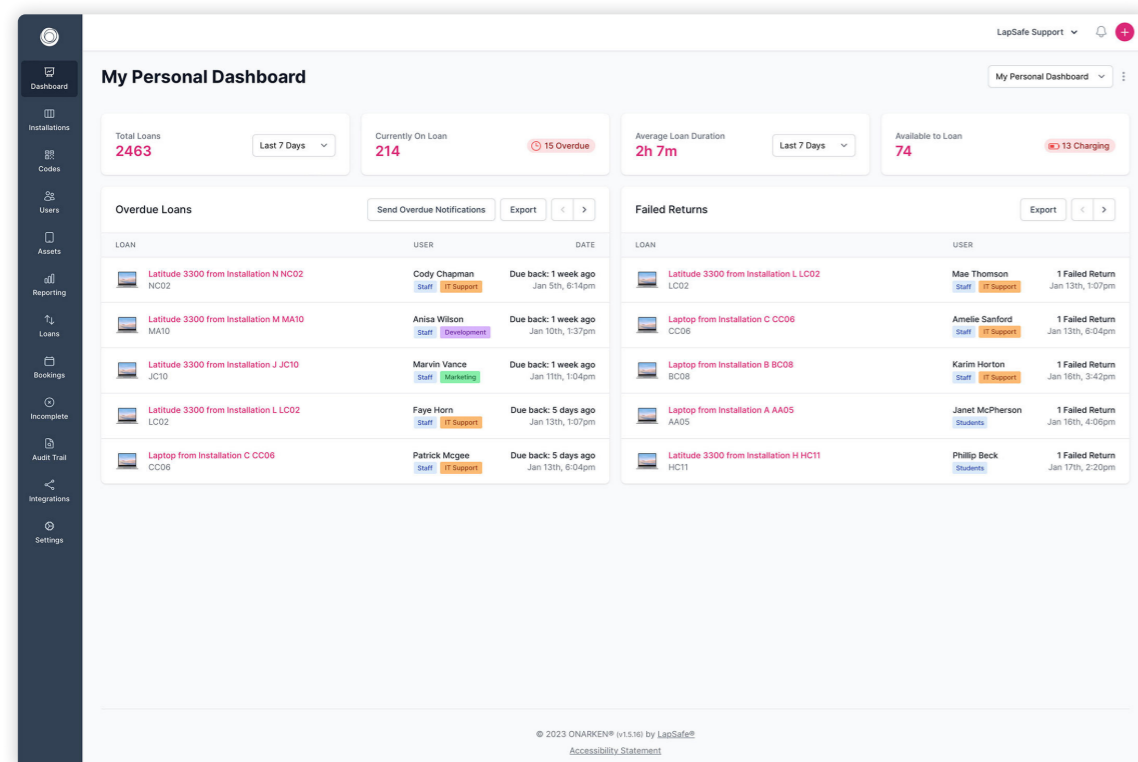 LapSafe Support
Dashboard
Installations
Codes
Users
Assets
Reporting
Loans
Bookings
Incomplete
Audit Trail
Integrations
Settings
My Personal Dashboard
My Personal Dashboard
Total Loans
2463
Last 7 Days
Currently On Loan
214
15 Overdue
Average Loan Duration
2h 7m
Last 7 Days
Available to Loan
74
13 Charging
Overdue Loans
Send Overdue Notifications
Export
LOAN USER DATE
Latitude 3300 from Installation N NC02 Cody Chapman Due back: 1 week ago
NC02 Staff IT Support Jan 5th, 6:14pm
Latitude 3300 from Installation M MA10 Anisa Wilson Due back: 1 week ago
MA10 Staff Development Jan 10th, 1:37pm
Latitude 3300 from Installation J JC10 Marvin Vance Due back: 1 week ago
JC10 Staff Marketing Jan 11th, 1:04pm
Latitude 3300 from Installation L LC02 Faye Horn Due back: 5 days ago
LC02 Staff IT Support Jan 13th, 1:07pm
Laptop from Installation C CC06 Patrick Mcgee Due back: 5 days ago
CC06 Staff IT Support Jan 13th, 6:04pm
Failed Returns
Export
LOAN USER
Latitude 3300 from Installation L LC02 Mae Thomson 1 Failed Return
LC02 Staff IT Support Jan 13th, 1:07pm
Laptop from Installation C CC06 Amelie Sanford 1 Failed Return
CC06 Staff IT Support Jan 13th, 6:04pm
Laptop from Installation B BC08 Karim Horton 1 Failed Return
BC08 Staff IT Support Jan 16th, 3:42pm
Laptop from Installation A AA05 Janet McPherson 1 Failed Return
AA05 Students Jan 16th, 4:06pm
Latitude 3300 from Installation H HC11 Phillip Beck 1 Failed Return
HC11 Students Jan 17th, 2:20pm
© 2023 ONARKEN® (v1.5.16) by LapSafe®
Accessibility Statement